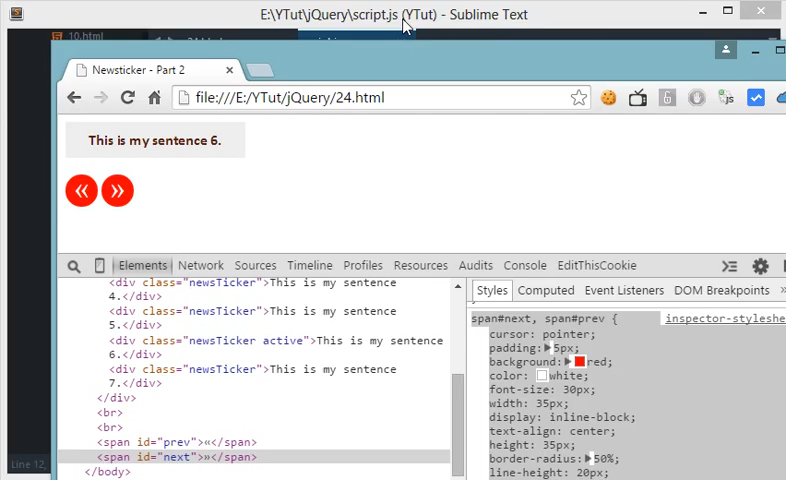 E:\YTut\jQuery\script.js (YTut) - Sublime Text
10.html
Newsticker - Part 2
file:///E:/YTut/jQuery/24.html
This is my sentence 6.
« »
Elements Network Sources Timeline Profiles Resources Audits Console EditThisConsole
<div class="newsTicker">This is my sentence
4.</div>
<div class="newsTicker">This is my sentence
5.</div>
<div class="newsTicker active">This is my sentence
6.</div>
<div class="newsTicker">This is my sentence
7.</div>
</div>
<br>
<br>
<span id="prev">«</span>
<span id="next">»</span>
</body>
Styles Computed Event Listeners DOM Breakpoints »
span#next, span#prev { inspector-styleshe
cursor: pointer;
padding: 5px;
background: red;
color: white;
font-size: 30px;
width: 35px;
display: inline-block;
text-align: center;
height: 35px;
border-radius: 50%;
line-height: 20px;
Line 12,